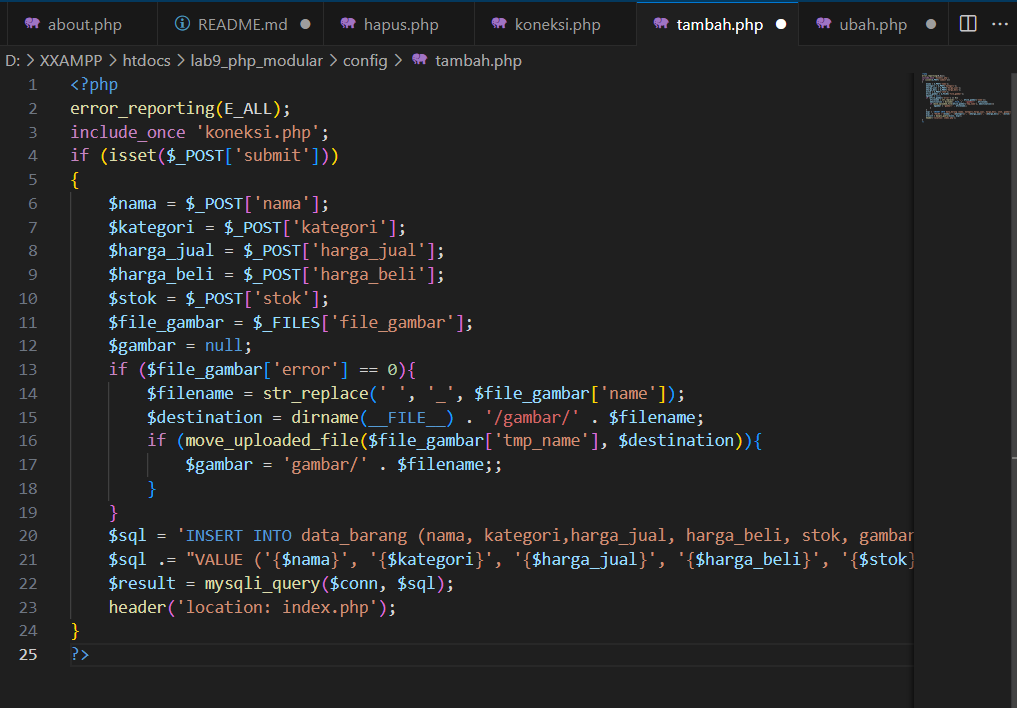 about.php README.md hapus.php koneksi.php tambah.php ubah.php
D: > XXAMPP > htdocs > lab9_php_modular > config > tambah.php
1 <?php
2 error_reporting(E_ALL);
3 include_once 'koneksi.php';
4 if (isset($_POST['submit']))
5 {
6 $nama = $_POST['nama'];
7 $kategori = $_POST['kategori'];
8 $harga_jual = $_POST['harga_jual'];
9 $harga_beli = $_POST['harga_beli'];
10 $stok = $_POST['stok'];
11 $file_gambar = $_FILES['file_gambar'];
12 $gambar = null;
13 if ($file_gambar['error'] == 0){
14 $filename = str_replace(' ', '_', $file_gambar['name']);
15 $destination = dirname(__FILE__) . '/gambar/' . $filename;
16 if (move_uploaded_file($file_gambar['tmp_name'], $destination)){
17 $gambar = 'gambar/' . $filename;;
18 }
19 }
20 $sql = 'INSERT INTO data_barang (nama, kategori,harga_jual, harga_beli, stok, gambar
21 $sql .= "VALUE ('{$nama}', '{$kategori}', '{$harga_jual}', '{$harga_beli}', '{$stok}
22 $result = mysqli_query($conn, $sql);
23 header('location: index.php');
24 }
25 ?>